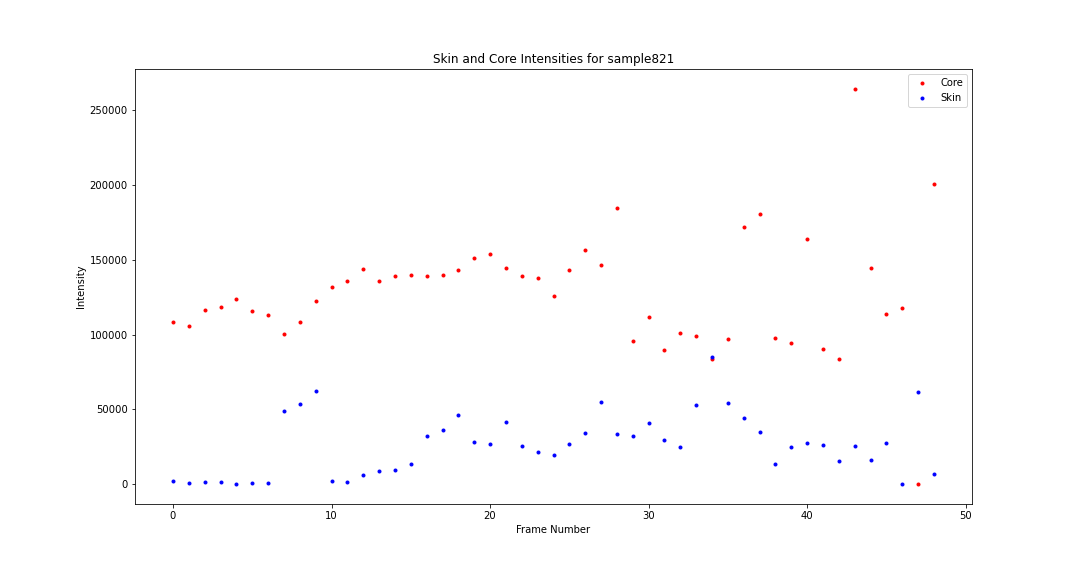 Skin and Core Intensities for sample821
Core
Skin
250000
200000
150000
100000
50000
0
Intensity
0 10 20 30 40 50
Frame Number